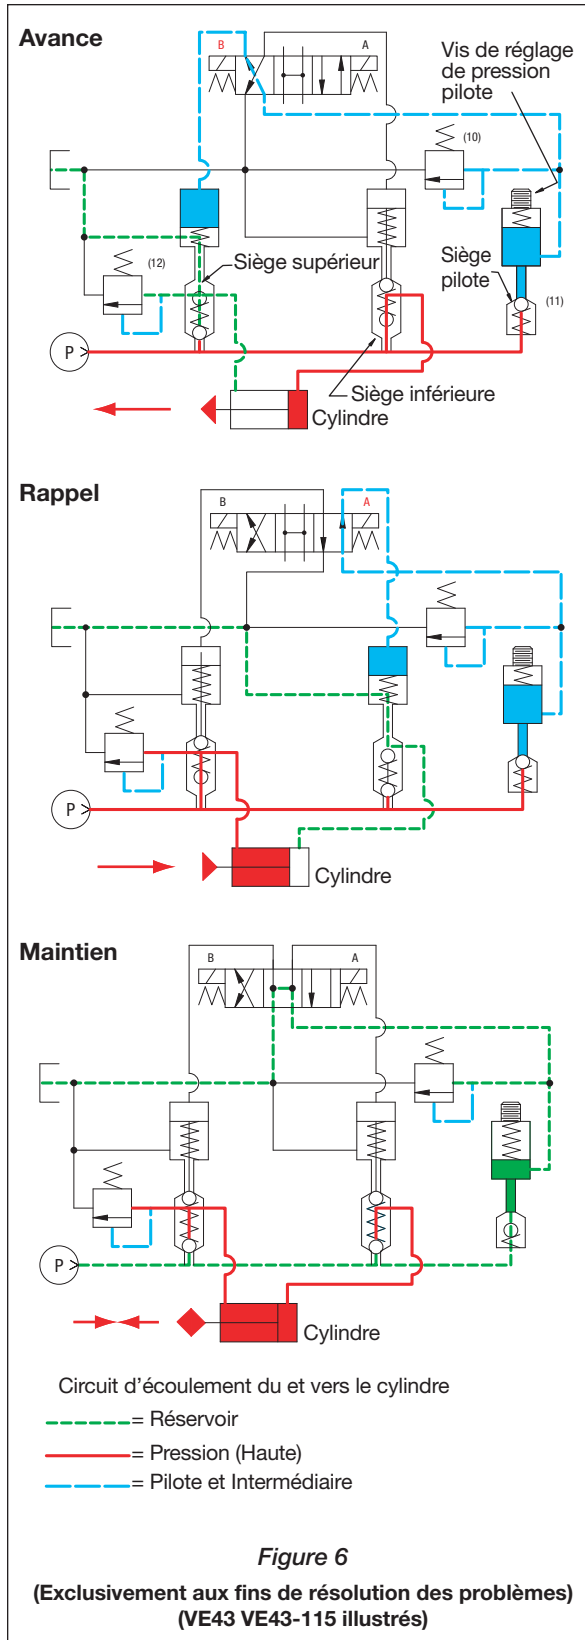 Avance
B
A
Vis de réglage
de pression
pilote
(10)
(12)
Siège supérieur
Siège
pilote
(11)
P
Siège inférieure
Cylindre
Rappel
B
A
P
Cylindre
Maintien
B
A
P
Cylindre
Circuit d'écoulement du et vers le cylindre
= Réservoir
= Pression (Haute)
= Pilote et Intermédiaire
Figure 6
(Exclusivement aux fins de résolution des problèmes)
(VE43 VE43-115 illustrés)